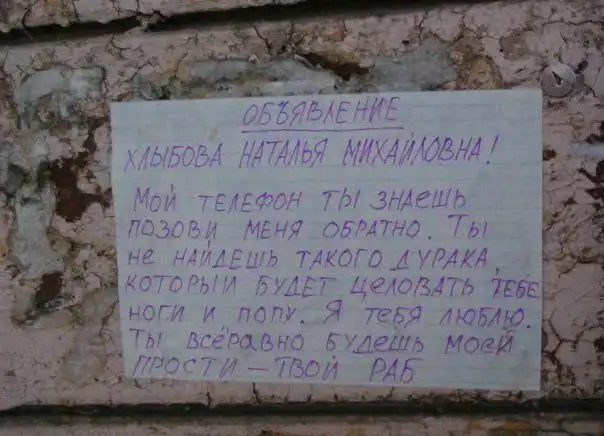 ОБЪЯВЛЕНИЕ
ХЛЫБОВА НАТАЛЬЯ МИХАЙЛОВНА!
МОЙ ТЕЛЕФОН ТЫ ЗНАЕШЬ
ПОЗОВИ МЕНЯ ОБРАТНО. ТЫ
НЕ НАЙДЕШЬ ТАКОГО ДУРАКА,
КОТОРЫЙ БУДЕТ ЦЕЛОВАТЬ ТЕБЕ
НОГИ И ПОПУ. Я ТЕБЯ ЛЮБЛЮ.
ТЫ ВСЁРАВНО БУДЕШЬ МОЕЙ
ПРОСТИ — ТВОЙ РАБ